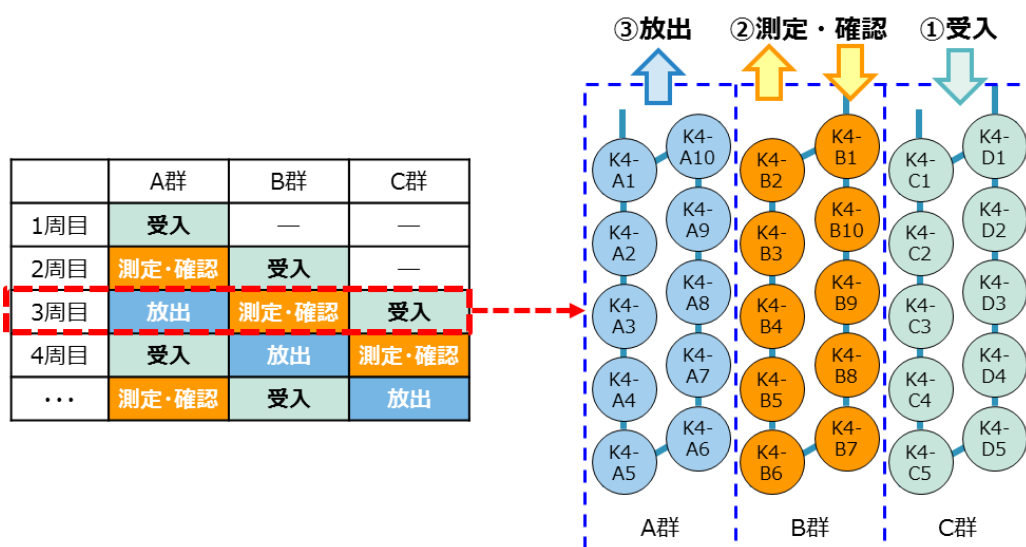 ③放出 ②測定・確認 ①受入
A群 B群 C群
1周目 受入 — —
2周目 測定・確認 受入 —
3周目 放出 測定・確認 受入
4周目 受入 放出 測定・確認
・・・ 測定・確認 受入 放出
K4-
A1
K4-
A2
K4-
A3
K4-
A4
K4-
A5
K4-
A10
K4-
A9
K4-
A8
K4-
A7
K4-
A6
K4-
B2
K4-
B3
K4-
B4
K4-
B5
K4-
B6
K4-
B1
K4-
B10
K4-
B9
K4-
B8
K4-
B7
K4-
C1
K4-
C2
K4-
C3
K4-
C4
K4-
C5
K4-
D1
K4-
D2
K4-
D3
K4-
D4
K4-
D5
A群 B群 C群